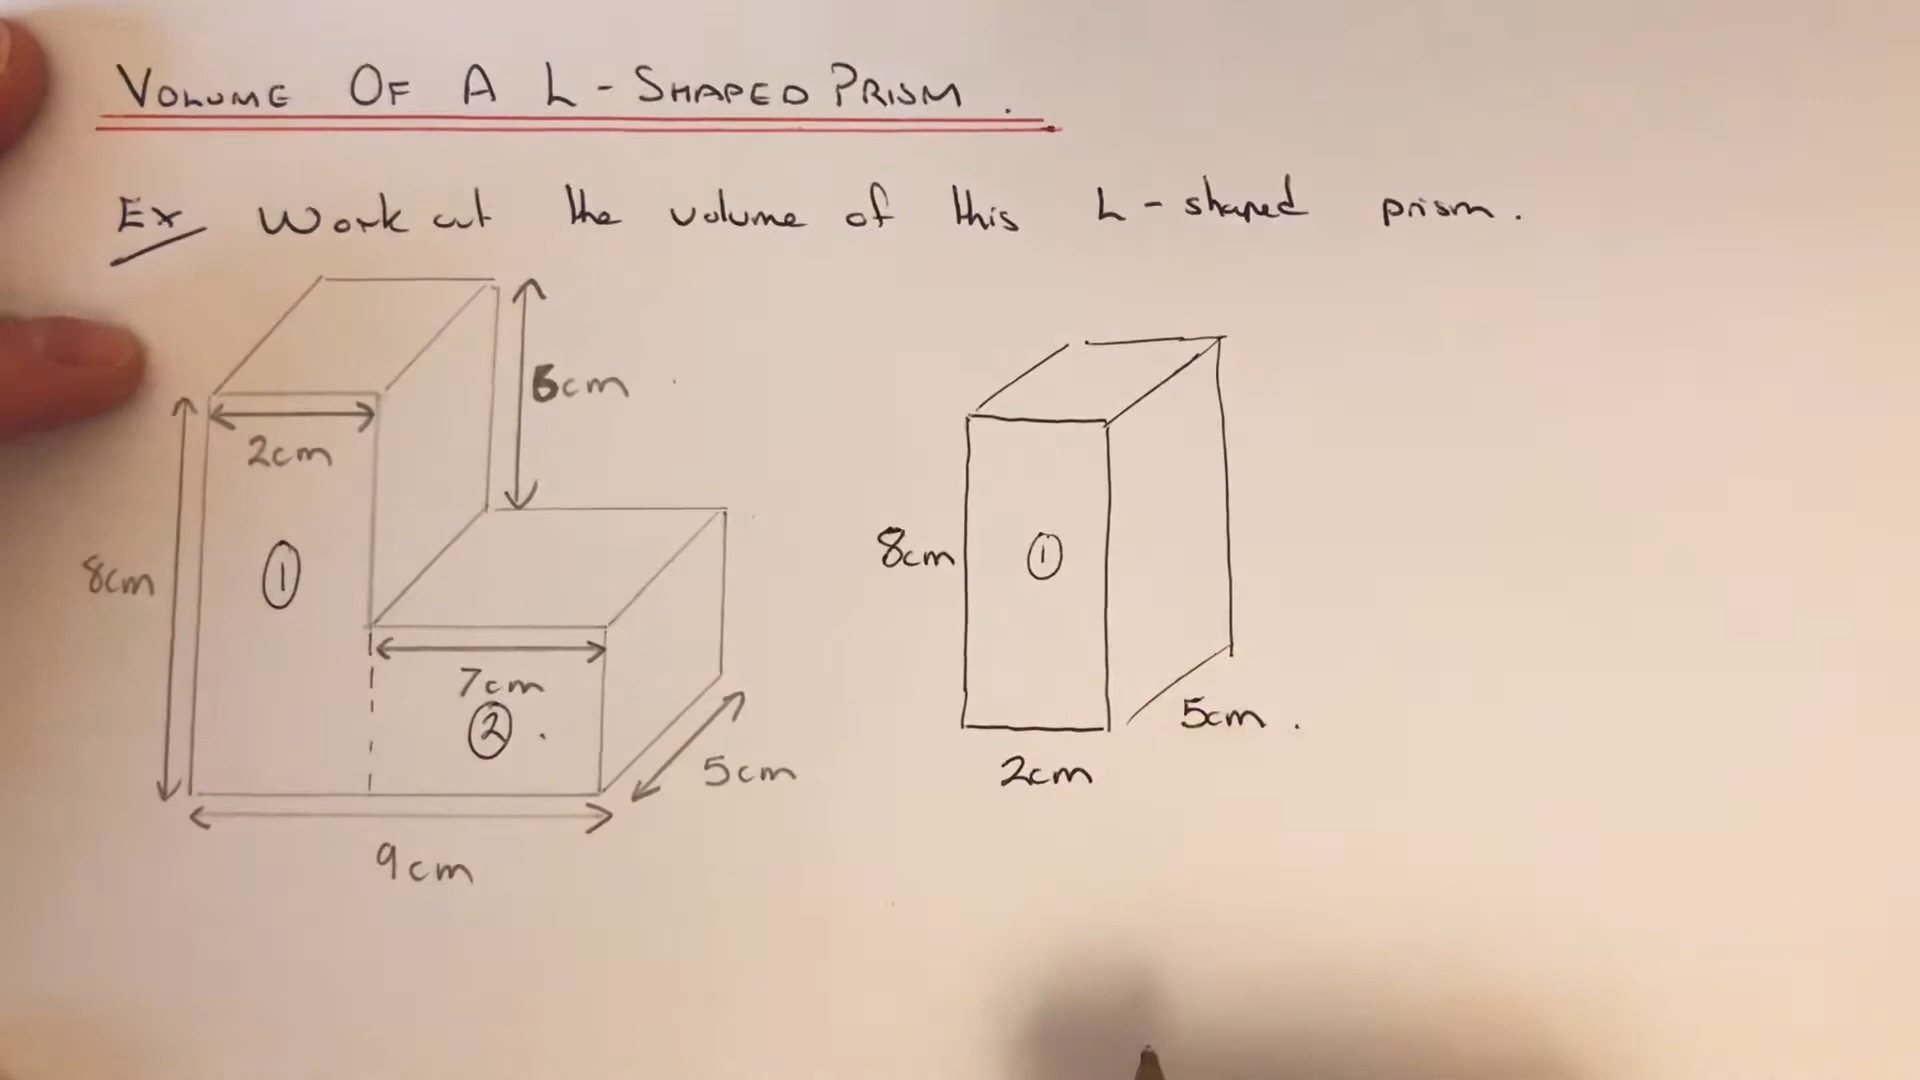 VOLUME OF A L-SHAPED PRISM.
Ex Work out the volume of this L-shaped prism.
2cm
8cm
①
7cm
②
5cm
9cm
8cm
①
2cm
5cm.